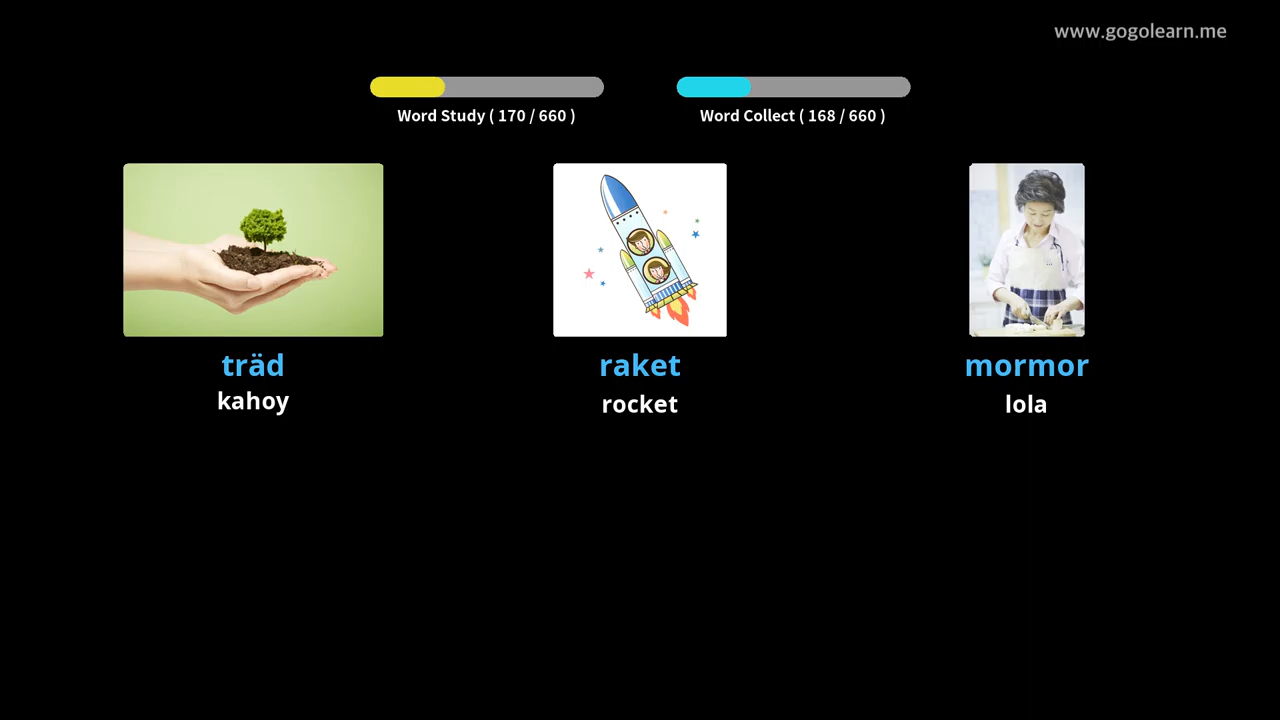 www.gogolearn.me
Word Study ( 170 / 660 )
Word Collect ( 168 / 660 )
träd
raket
mormor
kahoy
rocket
lola